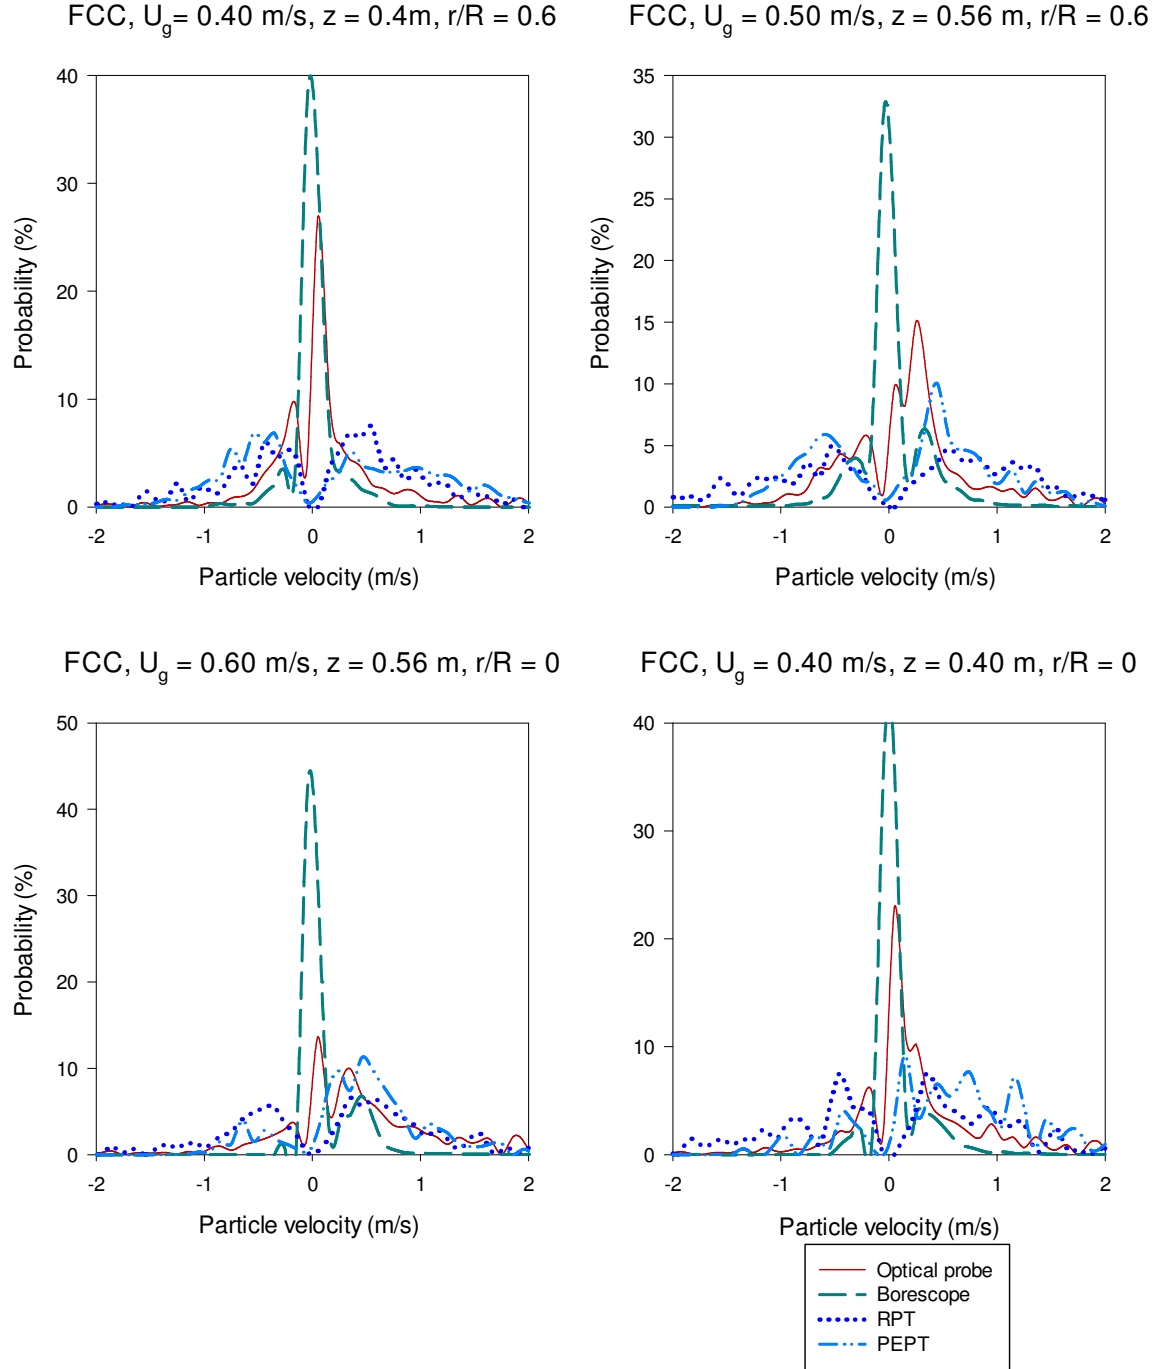 FCC, Ug= 0.40 m/s, z = 0.4m, r/R = 0.6
FCC, Ug = 0.50 m/s, z = 0.56 m, r/R = 0.6
40
30
20
10
0
Probability (%)
-2 -1 0 1 2
Particle velocity (m/s)
35
30
25
20
15
10
5
0
Probability (%)
-2 -1 0 1 2
Particle velocity (m/s)
FCC, Ug = 0.60 m/s, z = 0.56 m, r/R = 0
FCC, Ug = 0.40 m/s, z = 0.40 m, r/R = 0
50
40
30
20
10
0
Probability (%)
-2 -1 0 1 2
Particle velocity (m/s)
40
30
20
10
0
-2 -1 0 1 2
Particle velocity (m/s)
Optical probe
Borescope
RPT
PEPT